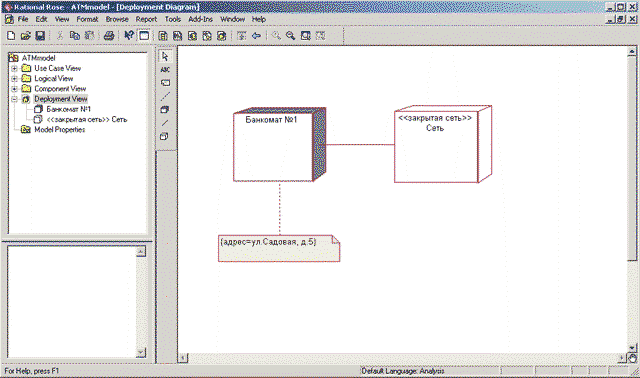 Rational Rose - ATMmodel - [Deployment Diagram]
File Edit View Format Browse Report Tools Add-Ins Window Help
ATMmodel
Use Case View
Logical View
Component View
Deployment View
Банкомат №1
<<закрытая сеть>> Сеть
Model Properties
ABC
Банкомат №1
<<закрытая сеть>>
Сеть
{адрес=ул.Садовая, д.5}
For Help, press F1
Default Language: Analysis